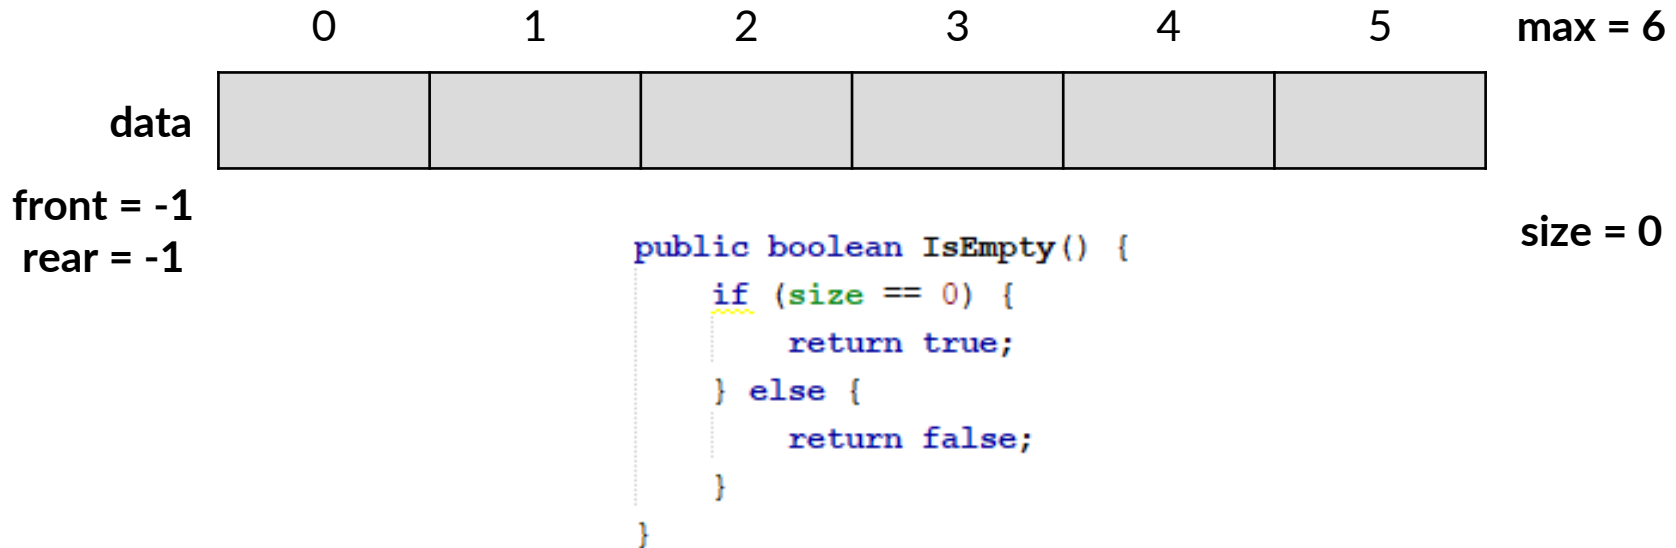 0 1 2 3 4 5 max = 6
data
front = -1
rear = -1
size = 0
public boolean IsEmpty() {
    if (size == 0) {
        return true;
    } else {
        return false;
    }
}